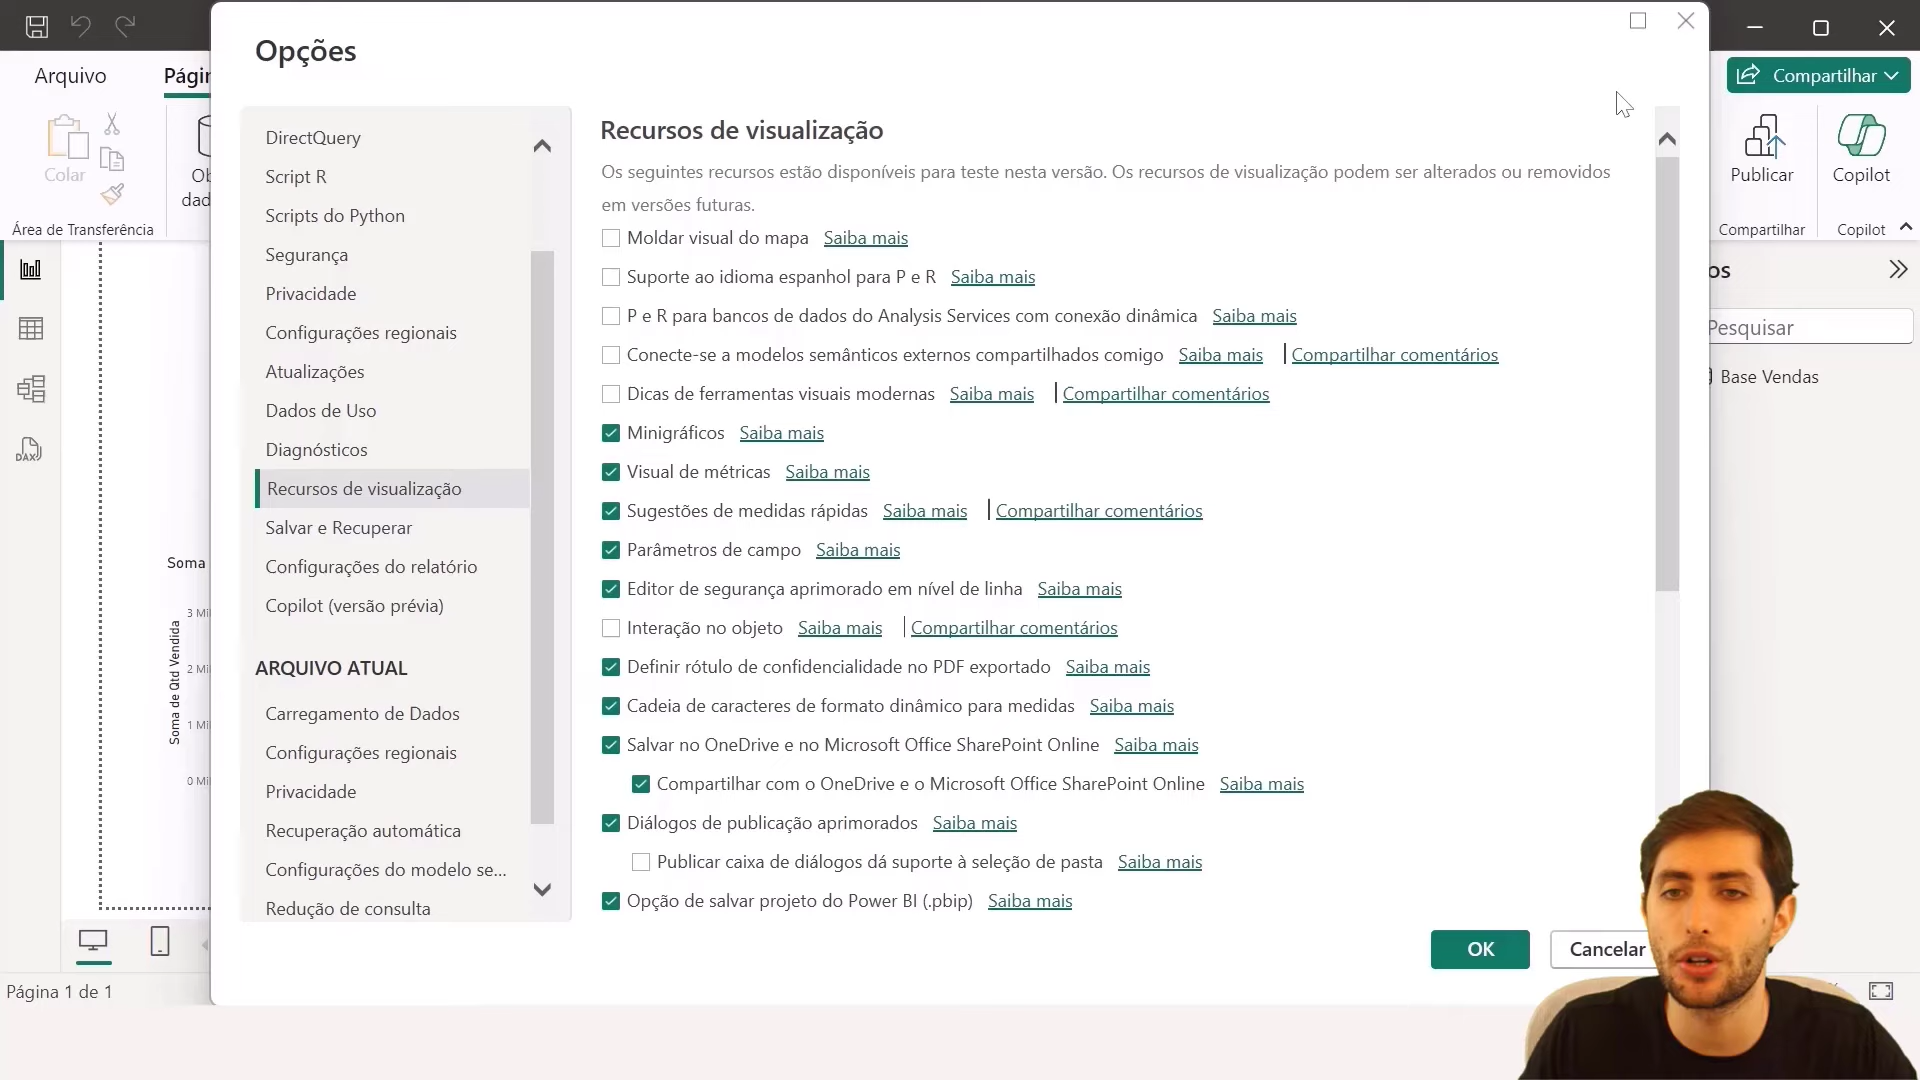 Opções
Arquivo
Págin
Compartilhar
Colar
Área de Transferência
Publicar
Copilot
Compartilhar
Copilot
DirectQuery
Script R
Scripts do Python
Segurança
Privacidade
Configurações regionais
Atualizações
Dados de Uso
Diagnósticos
Recursos de visualização
Salvar e Recuperar
Configurações do relatório
Copilot (versão prévia)
ARQUIVO ATUAL
Carregamento de Dados
Configurações regionais
Privacidade
Recuperação automática
Configurações do modelo se...
Redução de consulta
Recursos de visualização
Os seguintes recursos estão disponíveis para teste nesta versão. Os recursos de visualização podem ser alterados ou removidos
em versões futuras.
Moldar visual do mapa Saiba mais
Suporte ao idioma espanhol para P e R Saiba mais
P e R para bancos de dados do Analysis Services com conexão dinâmica Saiba mais
Conecte-se a modelos semânticos externos compartilhados comigo Saiba mais | Compartilhar comentários
Dicas de ferramentas visuais modernas Saiba mais | Compartilhar comentários
Minigráficos Saiba mais
Visual de métricas Saiba mais
Sugestões de medidas rápidas Saiba mais | Compartilhar comentários
Parâmetros de campo Saiba mais
Editor de segurança aprimorado em nível de linha Saiba mais
Interação no objeto Saiba mais | Compartilhar comentários
Definir rótulo de confidencialidade no PDF exportado Saiba mais
Cadeia de caracteres de formato dinâmico para medidas Saiba mais
Salvar no OneDrive e no Microsoft Office SharePoint Online Saiba mais
Compartilhar com o OneDrive e o Microsoft Office SharePoint Online Saiba mais
Diálogos de publicação aprimorados Saiba mais
Publicar caixa de diálogos dá suporte à seleção de pasta Saiba mais
Opção de salvar projeto do Power BI (.pbip) Saiba mais
OK
Cancelar
os
Pesquisar
Base Vendas
DAX
Soma
Soma de Qtd Vendida
3 Mi
2 Mi
1 Mi
0 Mi
Página 1 de 1